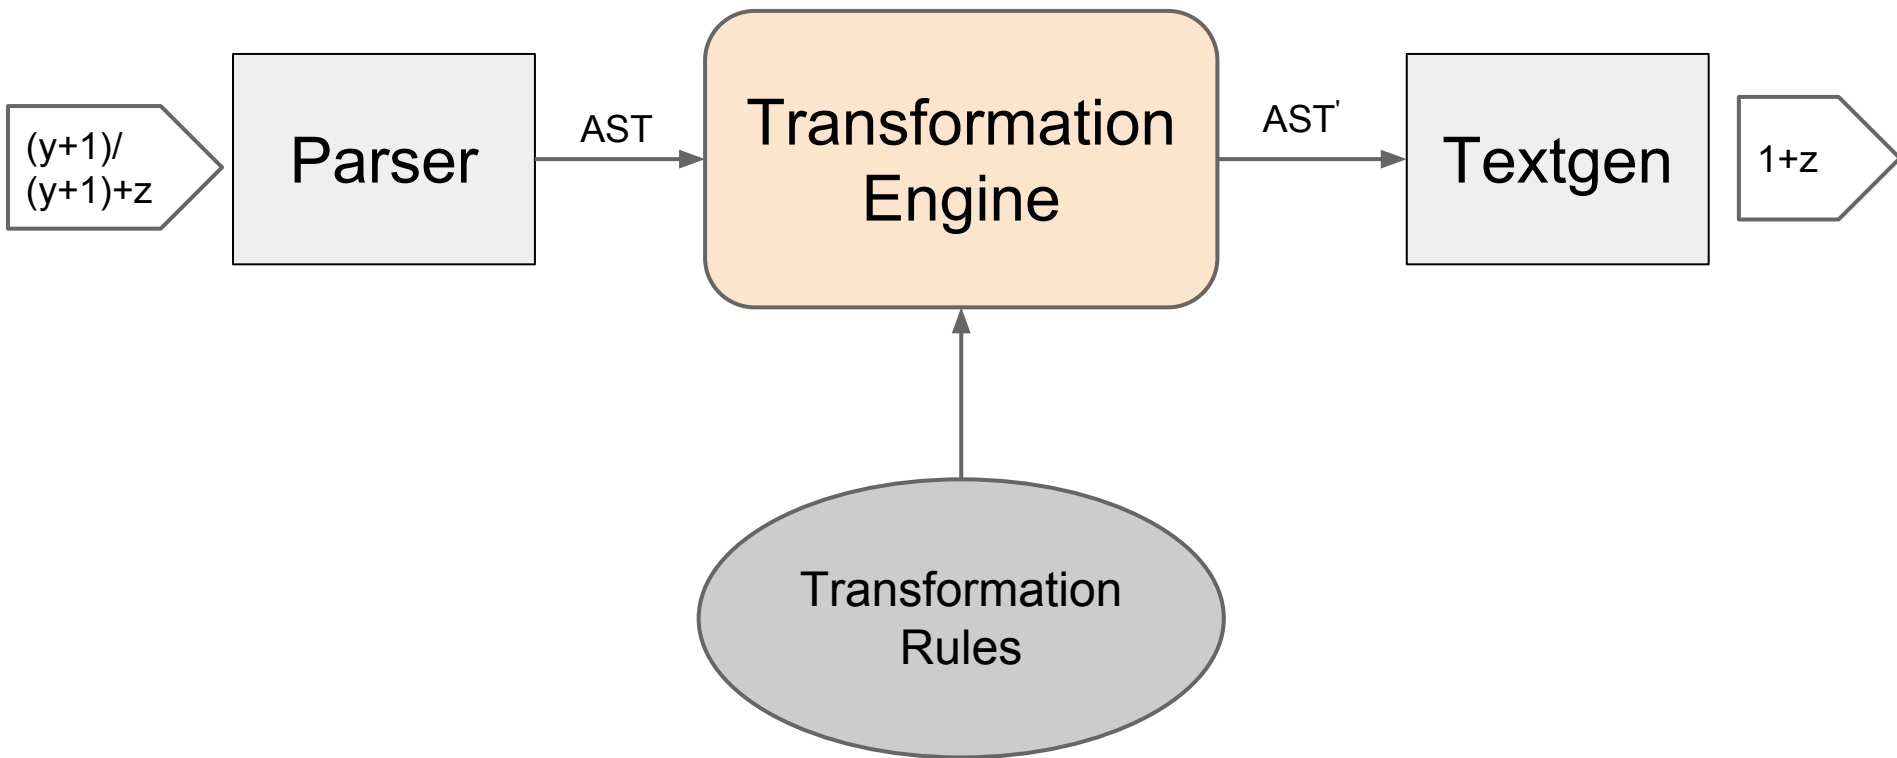 (y+1)/
(y+1)+z
Parser
AST
Transformation
Engine
AST'
Textgen
1+z
Transformation
Rules